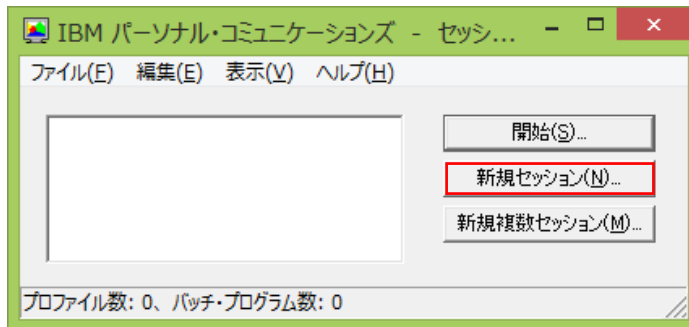 IBM パーソナル・コミュニケーションズ - セッシ...
ファイル(F) 編集(E) 表示(V) ヘルプ(H)
開始(S)...
新規セッション(N)...
新規複数セッション(M)...
プロファイル数: 0、バッチ・プログラム数: 0